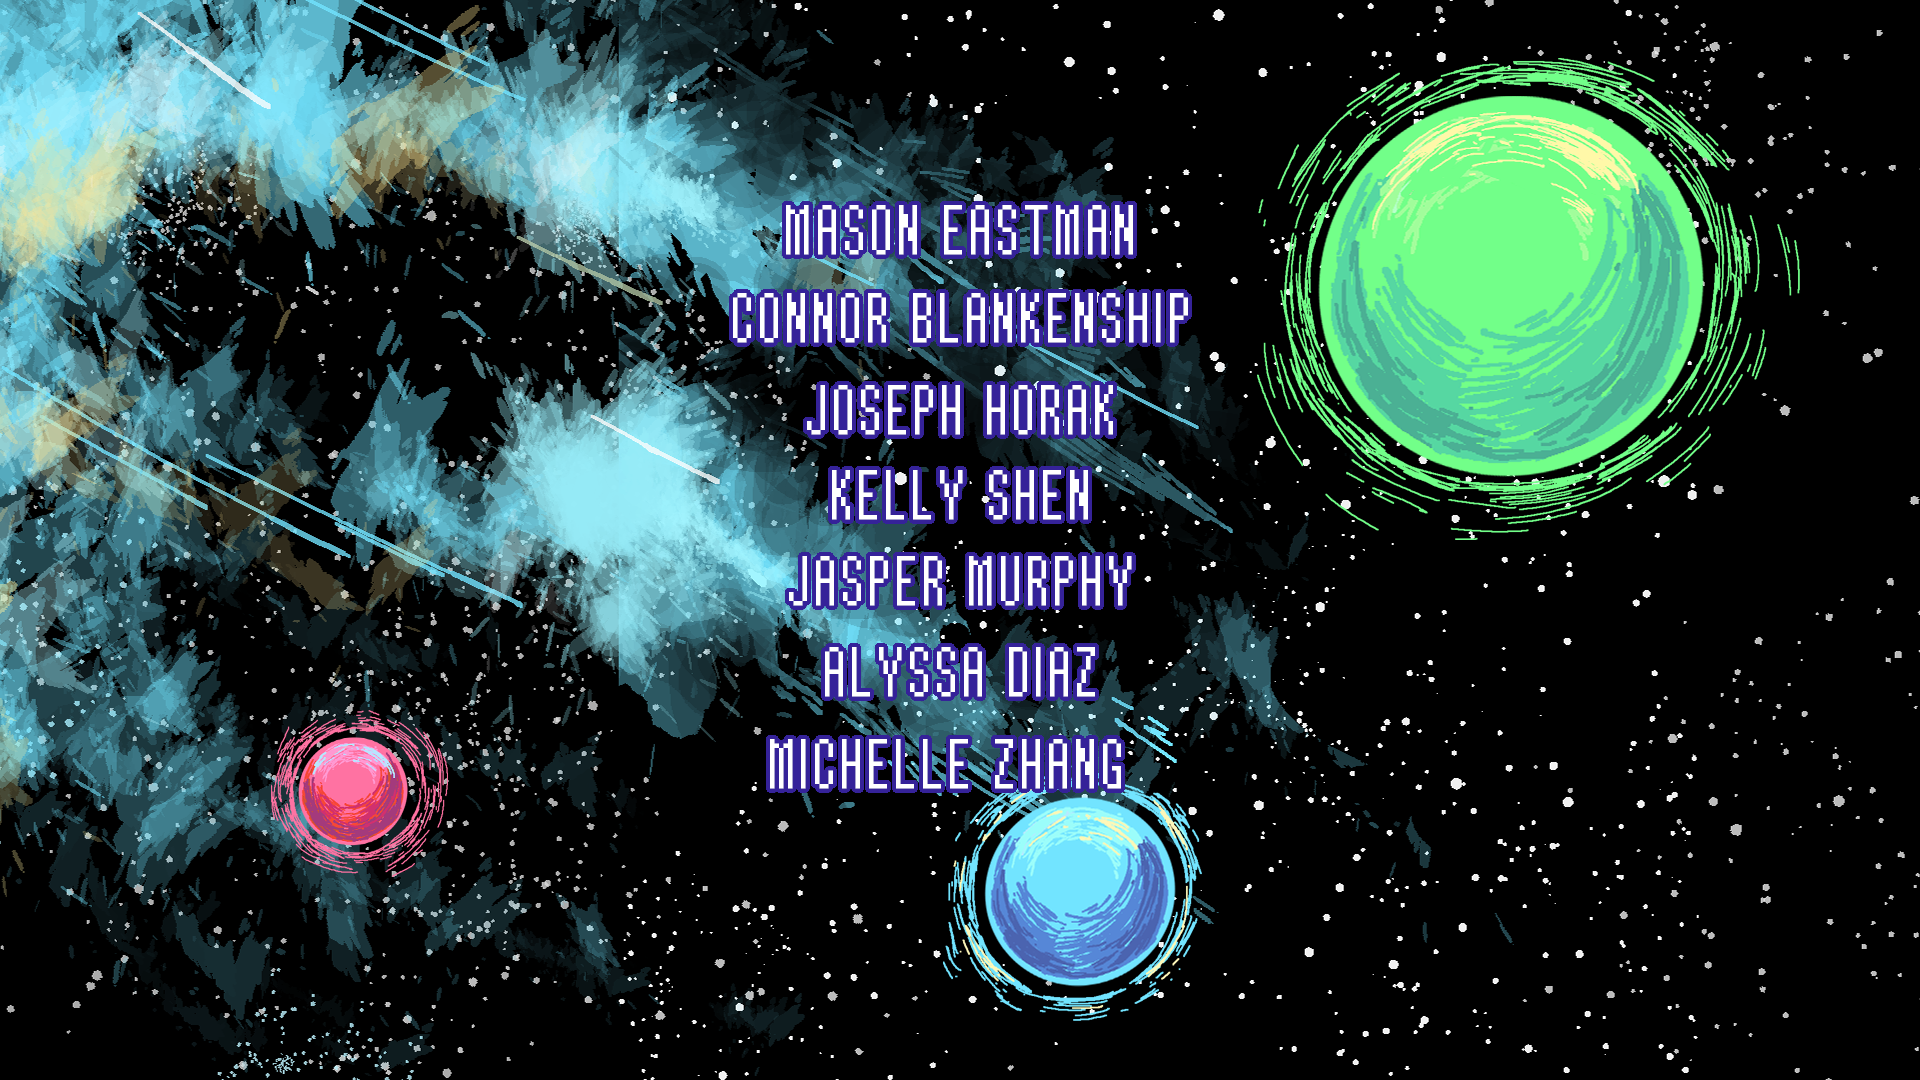 MASON EASTMAN
CONNOR BLANKENSHIP
JOSEPH HORAK
KELLY SHEN
JASPER MURPHY
ALYSSA DIAZ
MICHELLE ZHANG